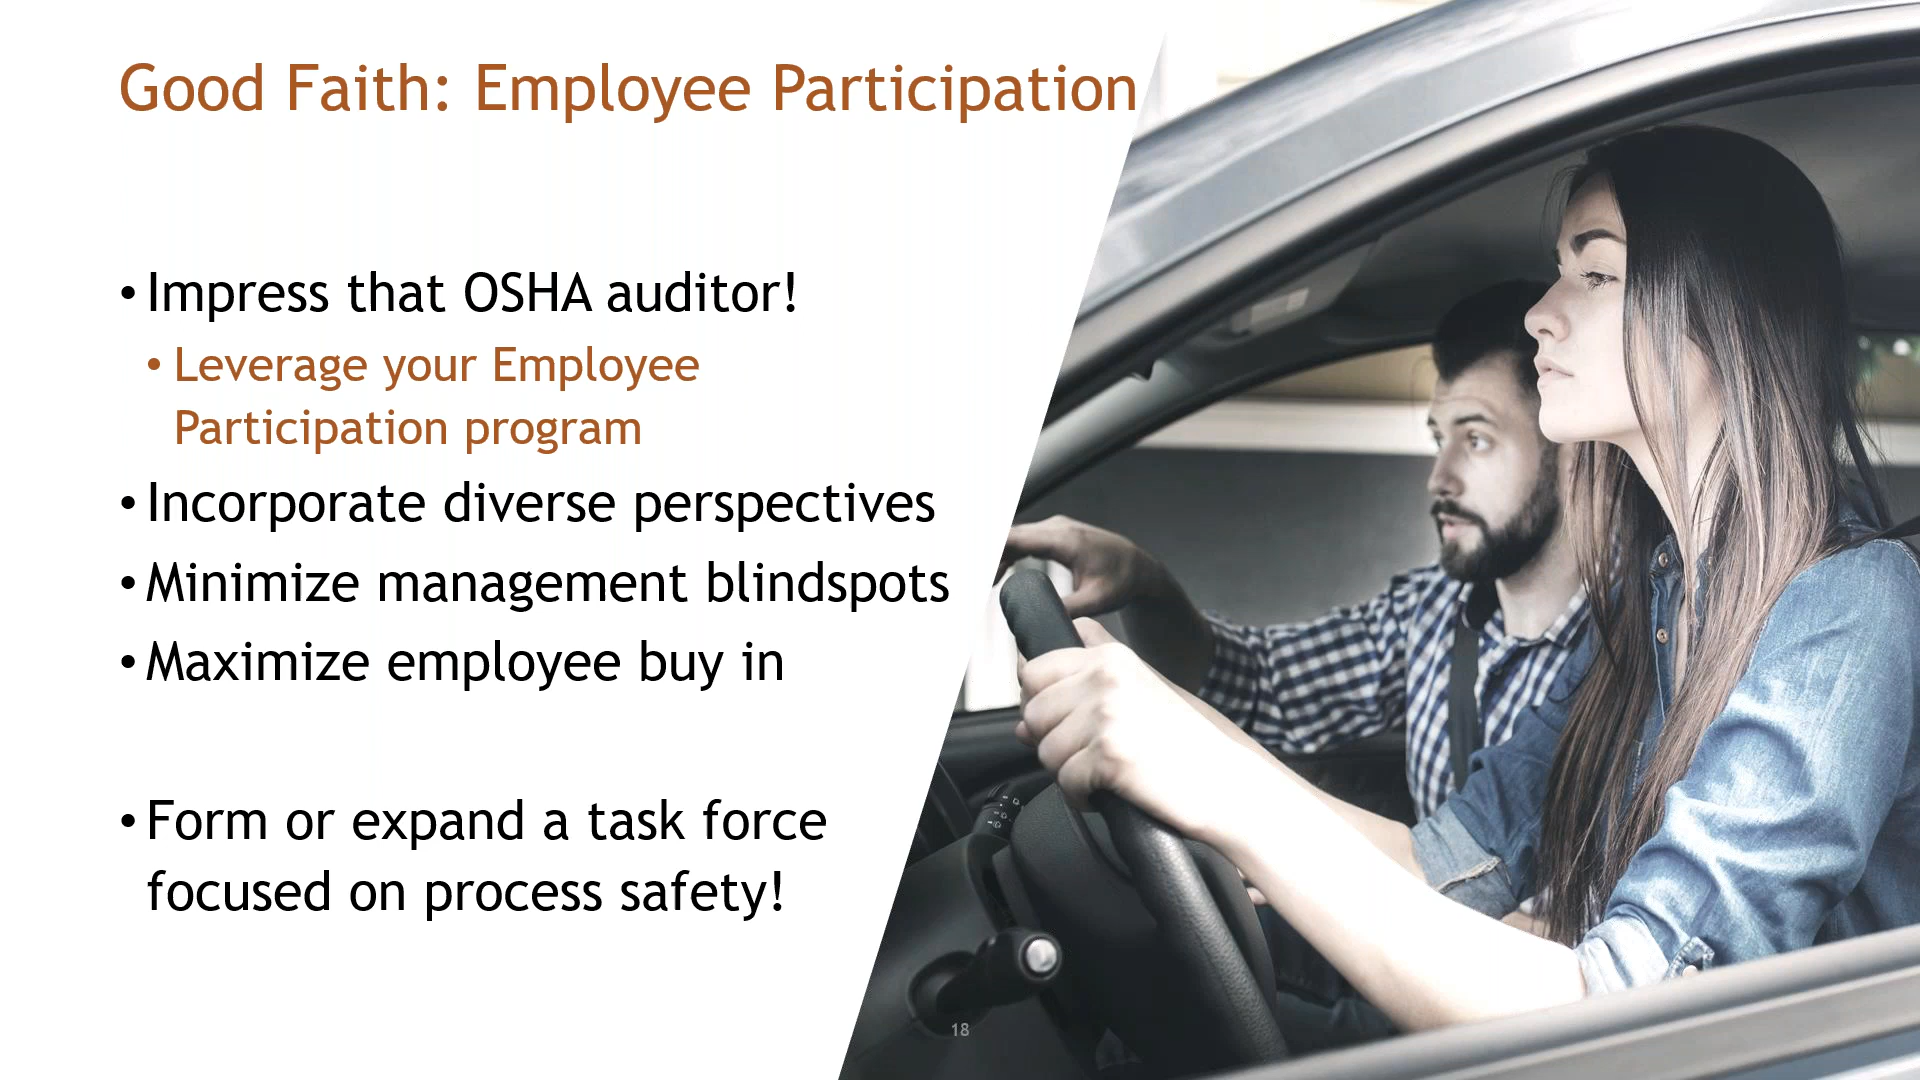 Good Faith: Employee Participation
• Impress that OSHA auditor!
• Leverage your Employee
Participation program
• Incorporate diverse perspectives
• Minimize management blindspots
• Maximize employee buy in
• Form or expand a task force
focused on process safety!
18